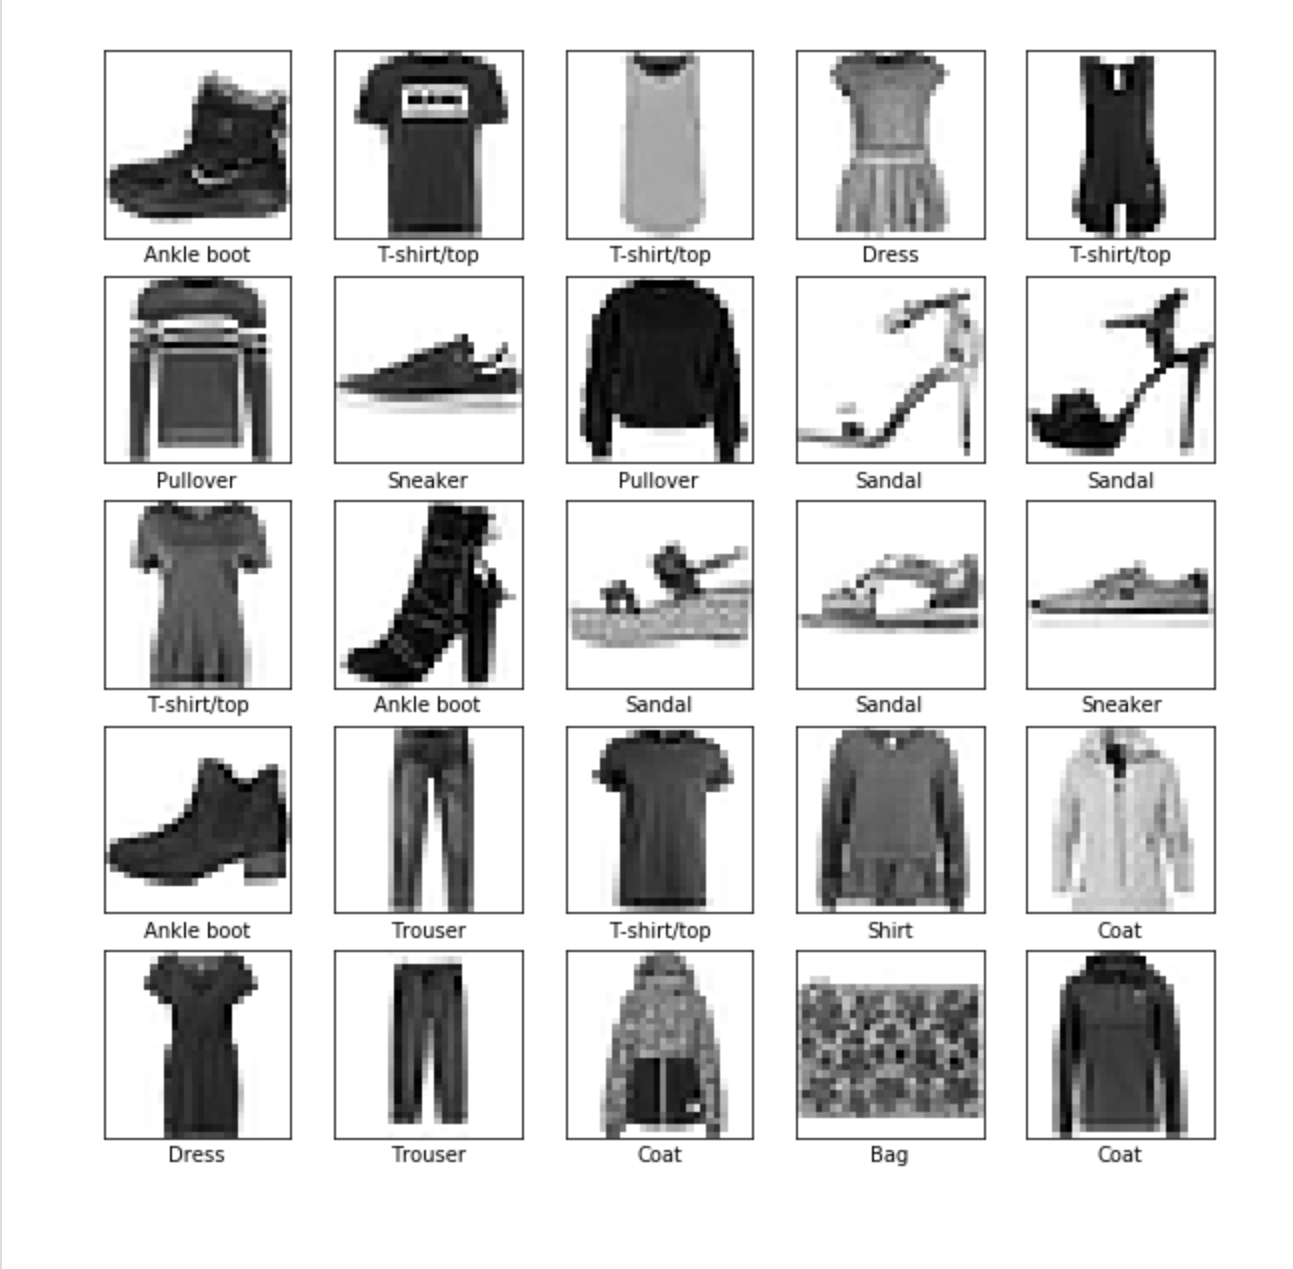 Ankle boot T-shirt/top T-shirt/top Dress T-shirt/top
Pullover Sneaker Pullover Sandal Sandal
T-shirt/top Ankle boot Sandal Sandal Sneaker
Ankle boot Trouser T-shirt/top Shirt Coat
Dress Trouser Coat Bag Coat